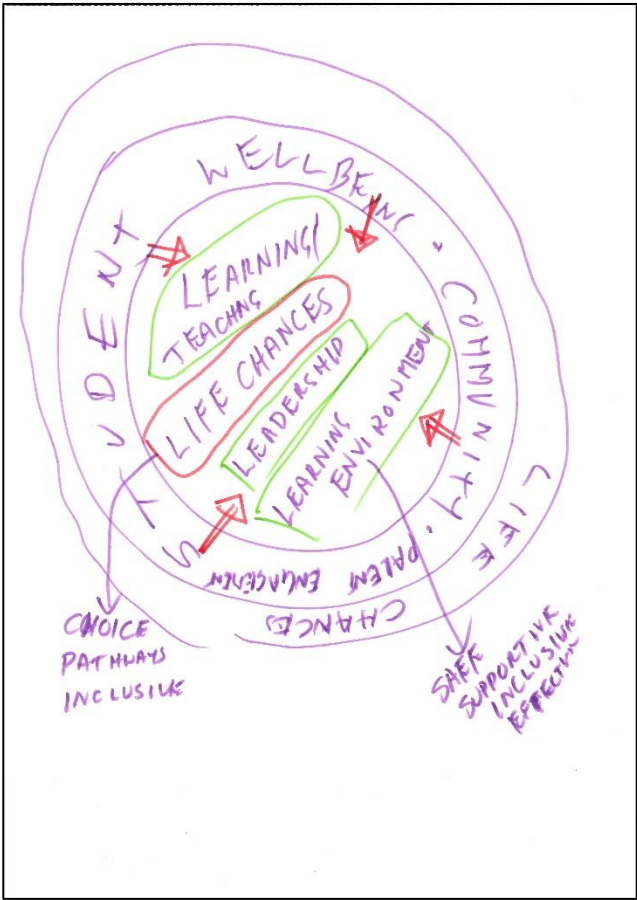 STUDENT WELLBEING • COMMUNITY • PARENT ENGAGEMENT
LIFE CHANCES
LEARNING/
TEACHNG
LIFE CHANCES
LEADERSHIP
LEARNING
ENVIRONMENT
CHOICE
PATHWAYS
INCLUSIVE
SAFE
SUPPORTIVE
INCLUSIVE
EFFECTIVE